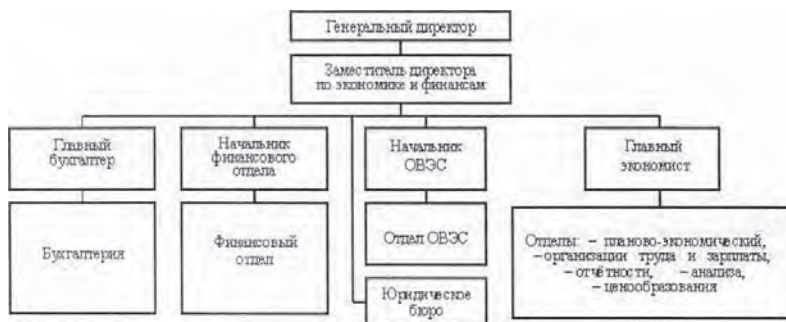 Генеральный директор
Заместитель директора
по экономике и финансам
Главный
бухгалтер
Начальник
финансового
отдела
Начальник
ОВЭС
Главный
экономист
Бухгалтерия
Финансовый
отдел
Отдел ОВЭС
Юридическое
бюро
Отделы: – планово-экономический,
– организации труда и зарплаты,
– отчётности, – анализа,
– ценообразования